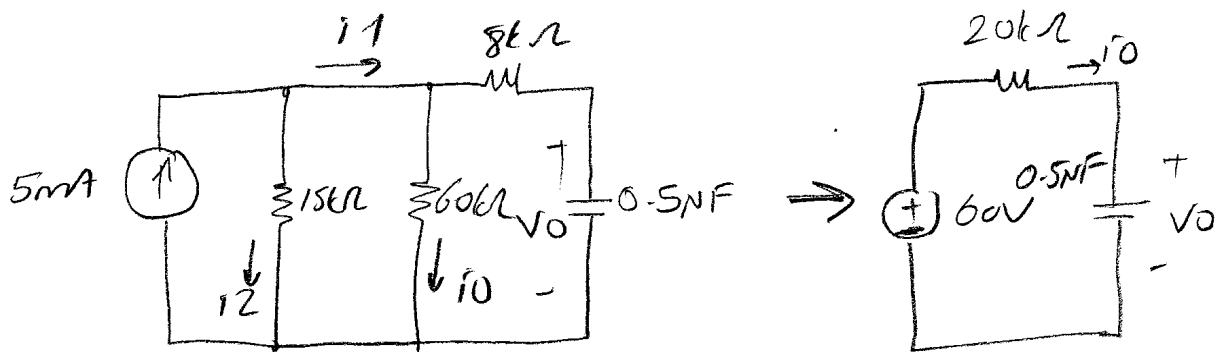 i1
8kΩ
5mA
15kΩ
60kΩ
+
Vo
-
0.5NF
i2
i0
20kΩ
i0
+
-
60V
0.5NF
+
Vo
-